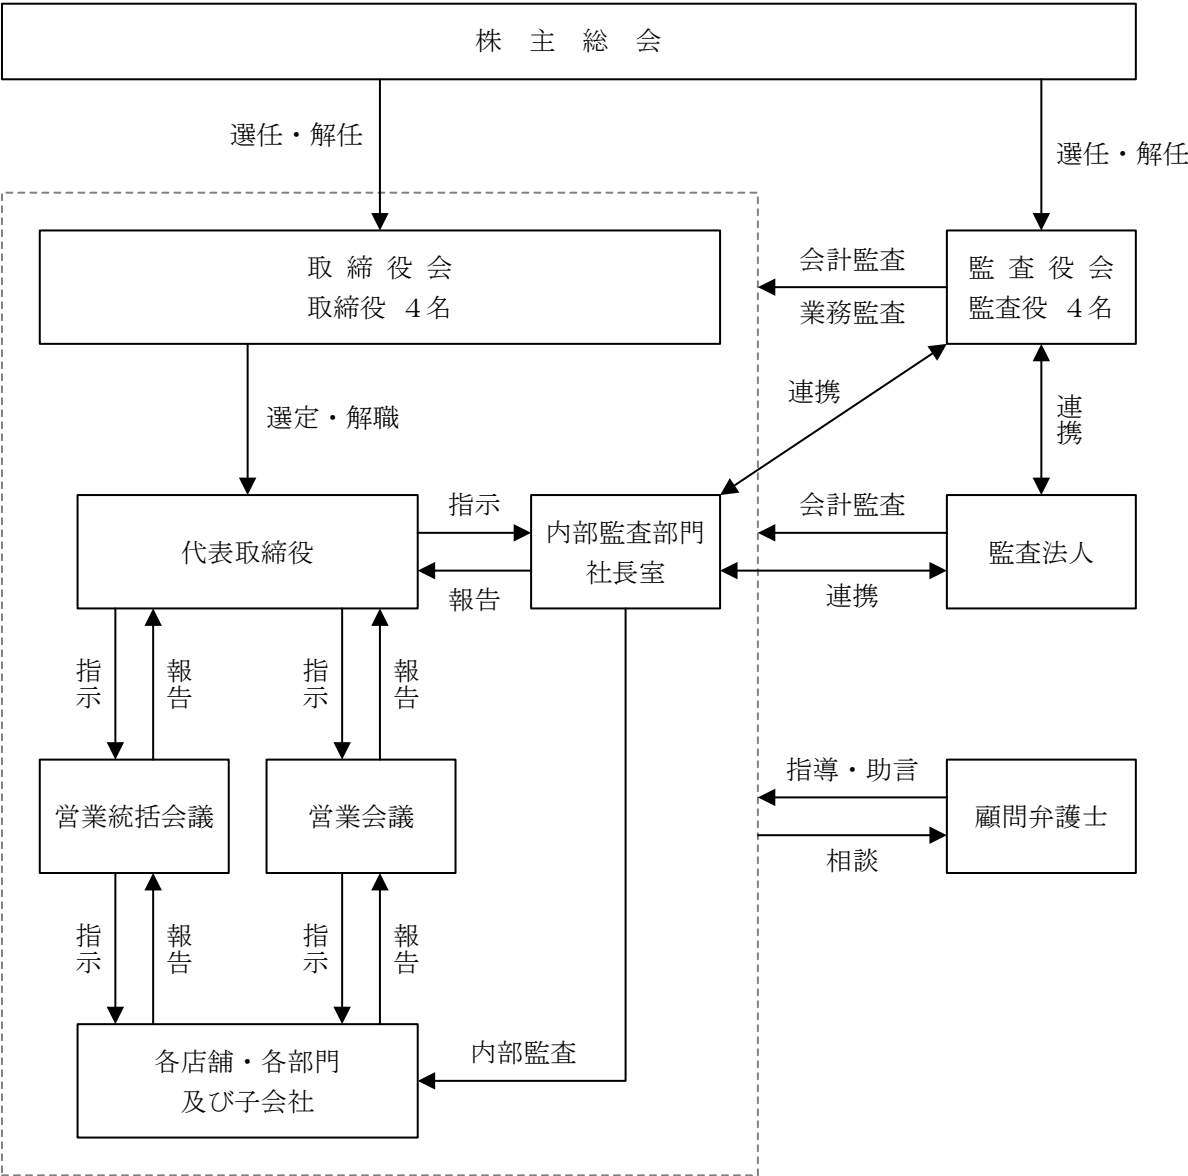 株 主 総 会
選任・解任
選任・解任
取 締 役 会
取締役 4名
会計監査
業務監査
監 査 役 会
監査役 4名
連携
連携
選定・解職
代表取締役
指示
報告
内部監査部門
社長室
会計監査
連携
監査法人
指示
報告
指示
報告
営業統括会議
営業会議
指導・助言
相談
顧問弁護士
指示
報告
指示
報告
各店舗・各部門
及び子会社
内部監査